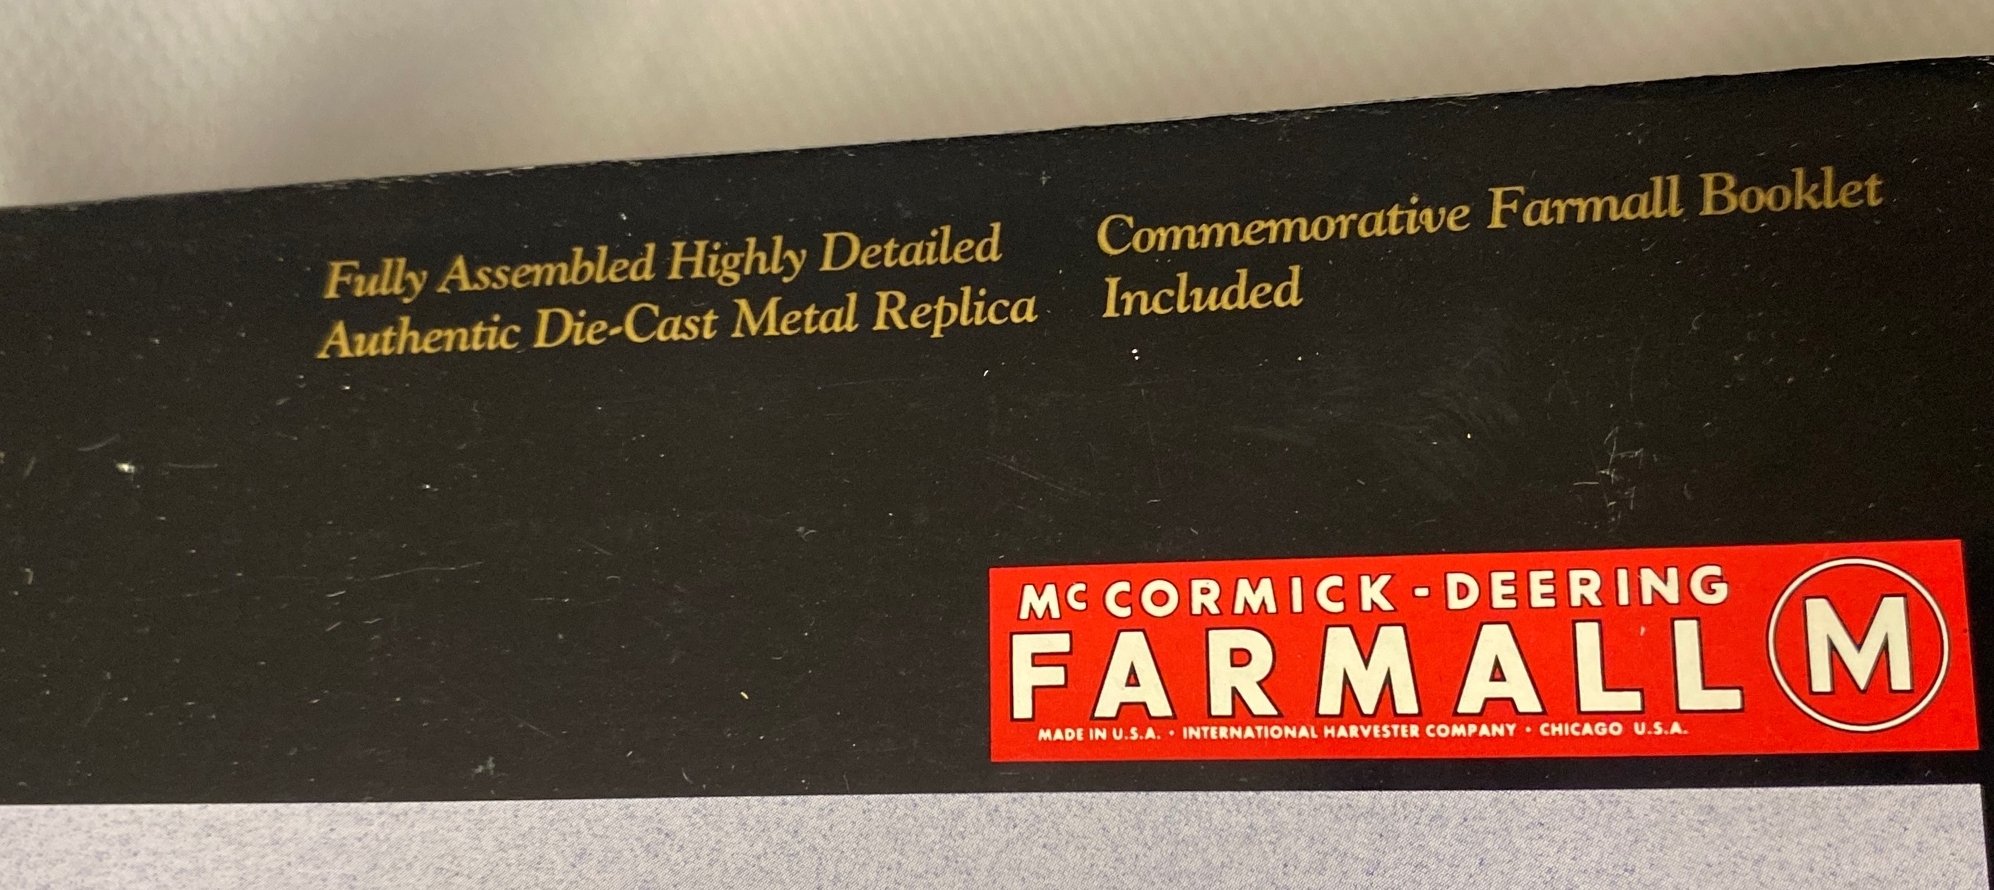 Fully Assembled Highly Detailed
Authentic Die-Cast Metal Replica
Commemorative Farmall Booklet
Included
McCORMICK - DEERING
FARMALL M
MADE IN U.S.A. • INTERNATIONAL HARVESTER COMPANY • CHICAGO U.S.A.